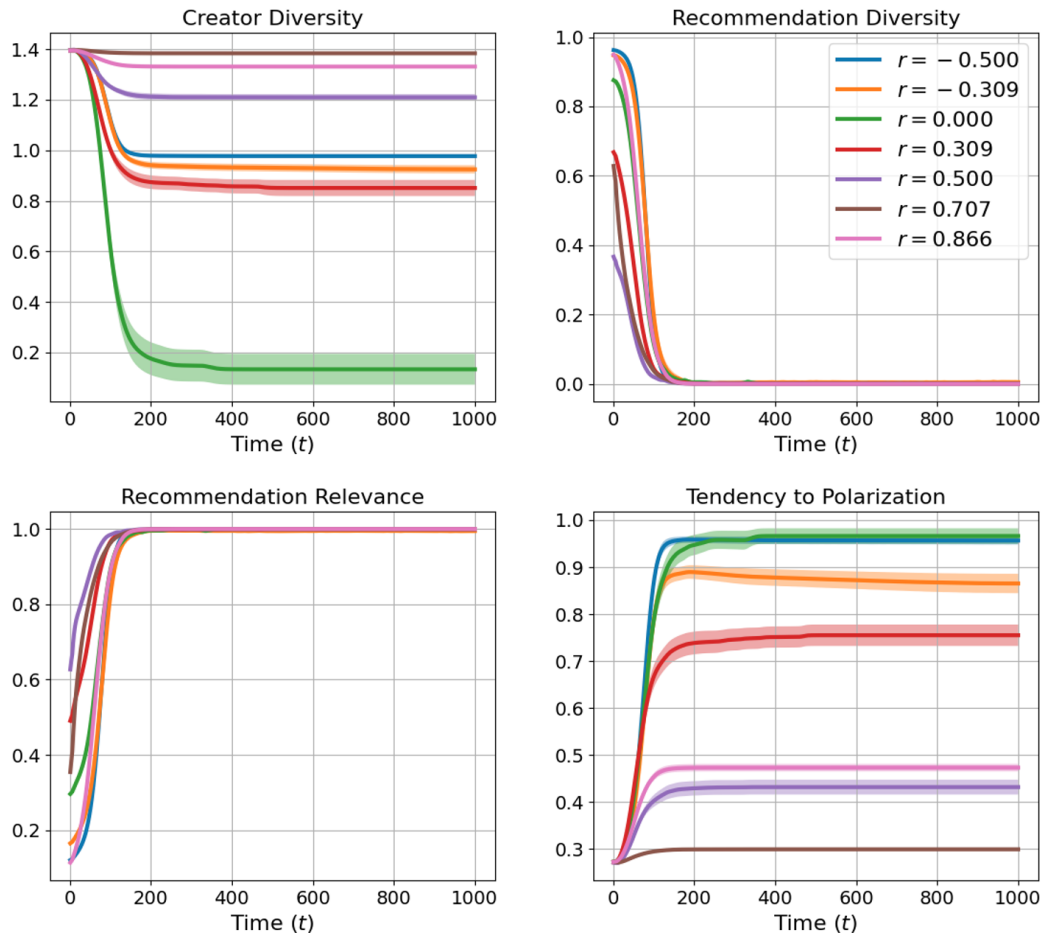 Creator Diversity
1.4
1.2
1.0
0.8
0.6
0.4
0.2
0 200 400 600 800 1000
Time (t)
Recommendation Diversity
1.0
0.8
0.6
0.4
0.2
0.0
r = −0.500
r = −0.309
r = 0.000
r = 0.309
r = 0.500
r = 0.707
r = 0.866
0 200 400 600 800 1000
Time (t)
Recommendation Relevance
1.0
0.8
0.6
0.4
0.2
0 200 400 600 800 1000
Time (t)
Tendency to Polarization
1.0
0.9
0.8
0.7
0.6
0.5
0.4
0.3
0 200 400 600 800 1000
Time (t)